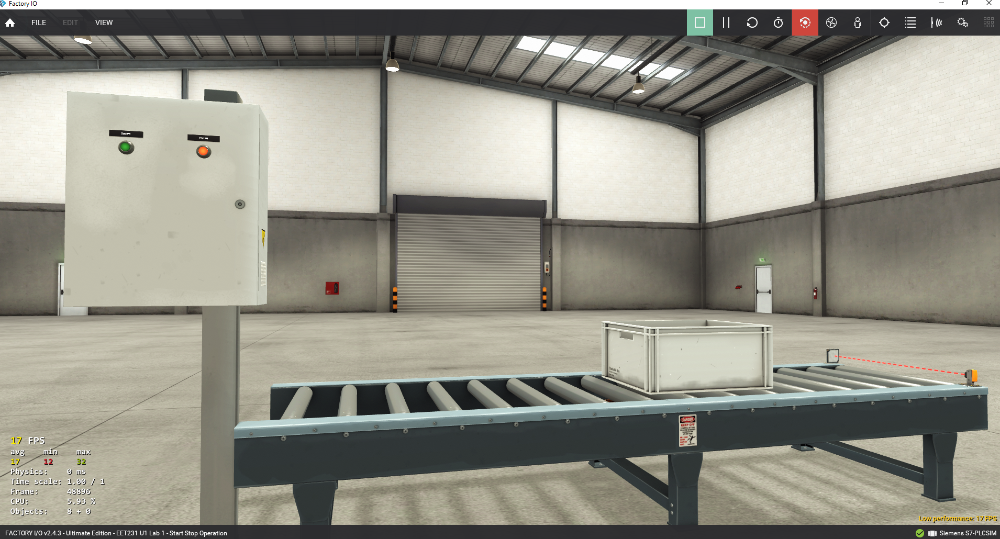 Factory IO
FILE EDIT VIEW
Start PB
Stop PB
DANGER
KEEP OFF
17 FPS
avg min max
17 12 32
Physics: 0 ms
Time scale: 1.00 / 1
Frame: 48896
CPU: 5.93 %
Objects: 8 + 0
Low performance: 17 FPS
FACTORY I/O v2.4.3 - Ultimate Edition - EET231 U1 Lab 1 - Start Stop Operation
Siemens S7-PLCSIM